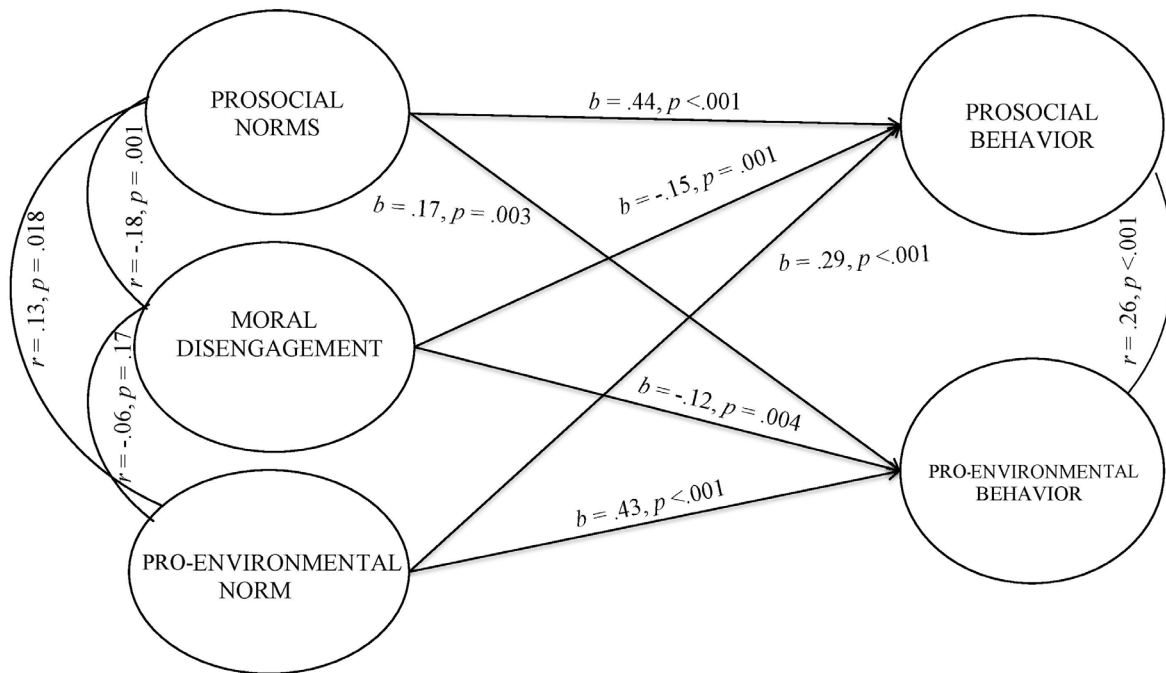 PROSOCIAL
NORMS
MORAL
DISENGAGEMENT
PRO-ENVIRONMENTAL
NORM
PROSOCIAL
BEHAVIOR
PRO-ENVIRONMENTAL
BEHAVIOR
b = .44, p <.001
b = -.15, p = .001
b = .17, p = .003
b = .29, p <.001
b = -.12, p = .004
b = .43, p <.001
r = .13, p = .018
r = -.18, p = .001
r = -.06, p = .17
r = .26, p <.001